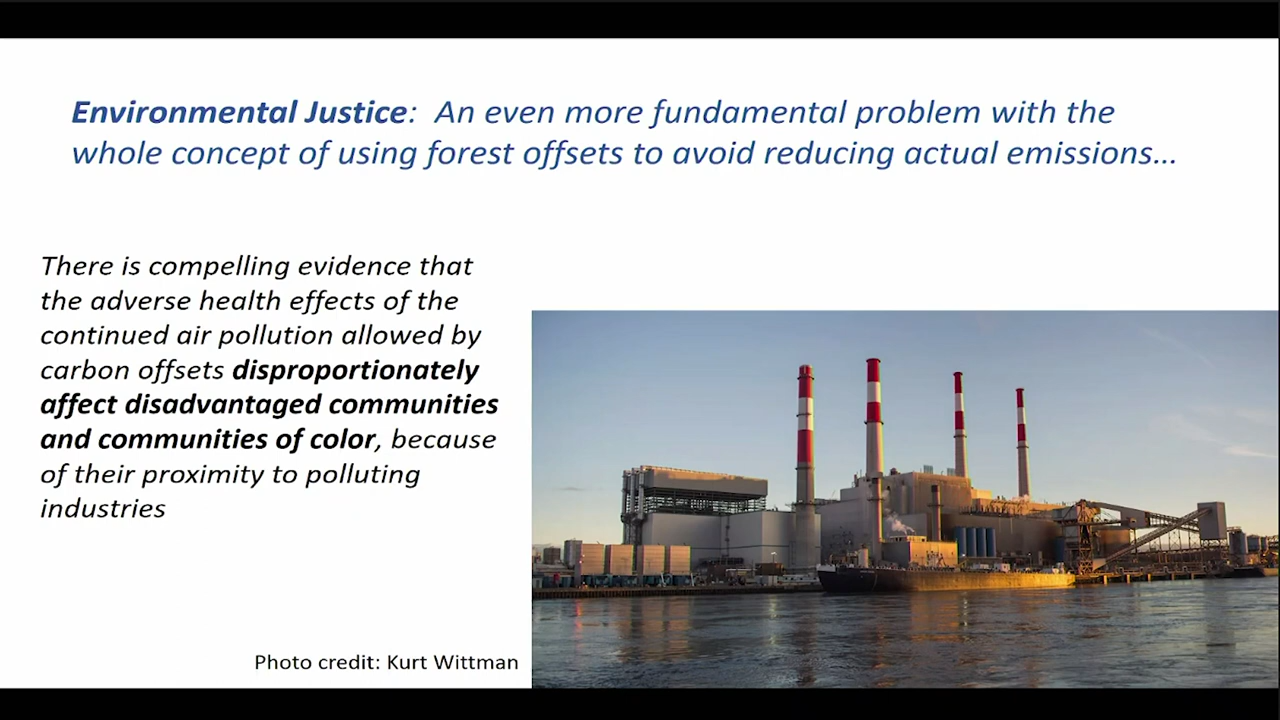 Environmental Justice:  An even more fundamental problem with the
whole concept of using forest offsets to avoid reducing actual emissions…
There is compelling evidence that
the adverse health effects of the
continued air pollution allowed by
carbon offsets disproportionately
affect disadvantaged communities
and communities of color, because
of their proximity to polluting
industries
Photo credit: Kurt Wittman